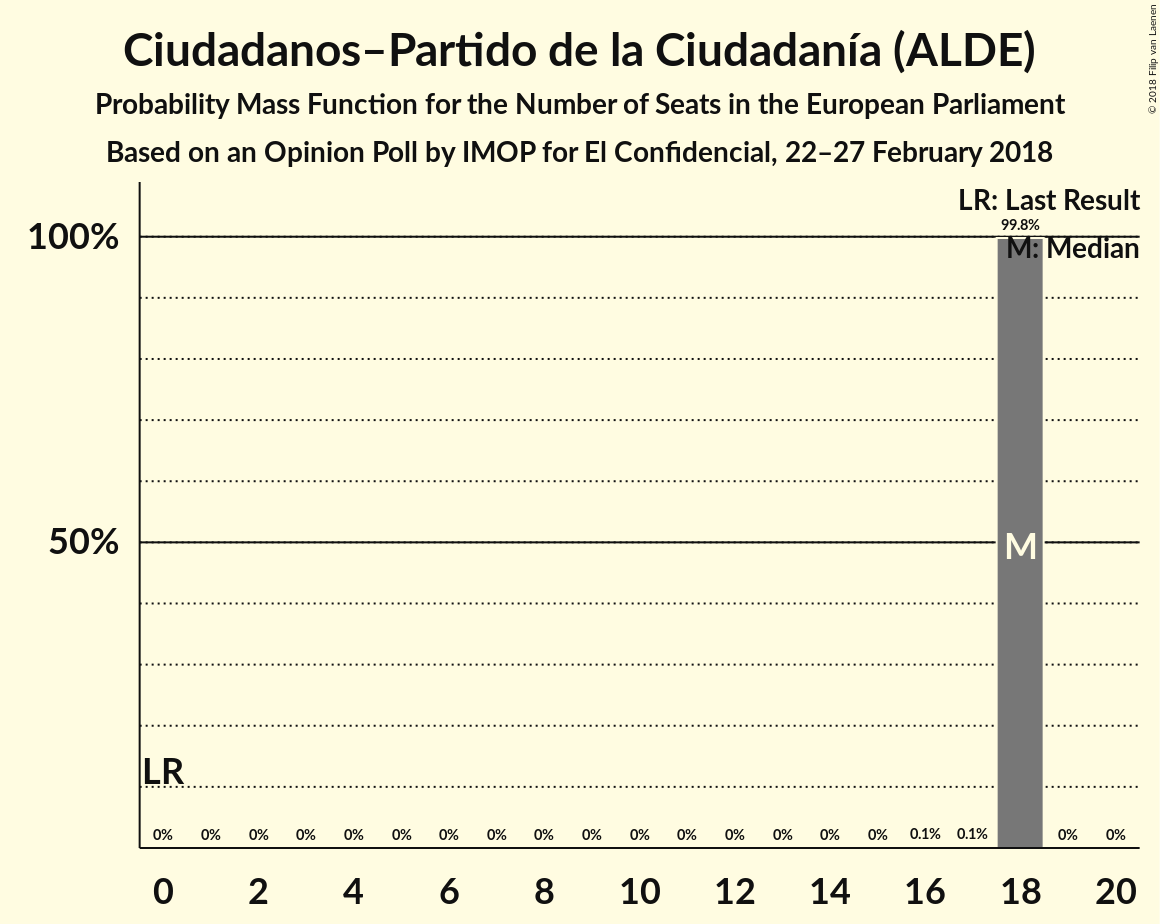 Ciudadanos–Partido de la Ciudadanía (ALDE)
Probability Mass Function for the Number of Seats in the European Parliament
Based on an Opinion Poll by IMOP for El Confidencial, 22–27 February 2018
© 2018 Filip van Laenen
LR: Last Result
99.8%
100%
M: Median
50%
M
LR
0% 0% 0% 0% 0% 0% 0% 0% 0% 0% 0% 0% 0% 0% 0% 0% 0.1% 0.1% 0% 0%
0 2 4 6 8 10 12 14 16 18 20